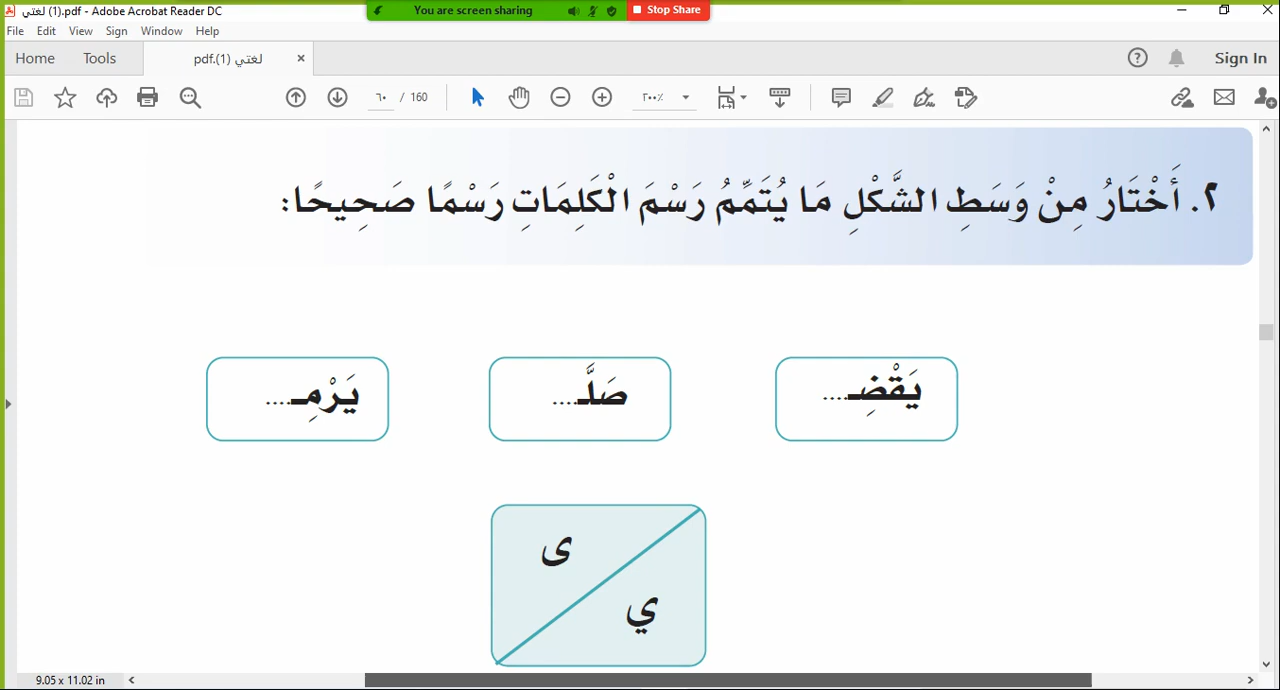 لغتي (1).pdf - Adobe Acrobat Reader DC
You are screen sharing
Stop Share
File Edit View Sign Window Help
Home Tools
لغتي (1).pdf
Sign In
٦٠ / 160
٢٠٠٪
٢. أَخْتَارُ مِنْ وَسَطِ الشَّكْلِ مَا يُتَمِّمُ رَسْمَ الْكَلِمَاتِ رَسْمًا صَحِيحًا:
يَقْضِـ.... صَلَّـ.... يَرْمِـ....
ى
ي
9.05 x 11.02 in